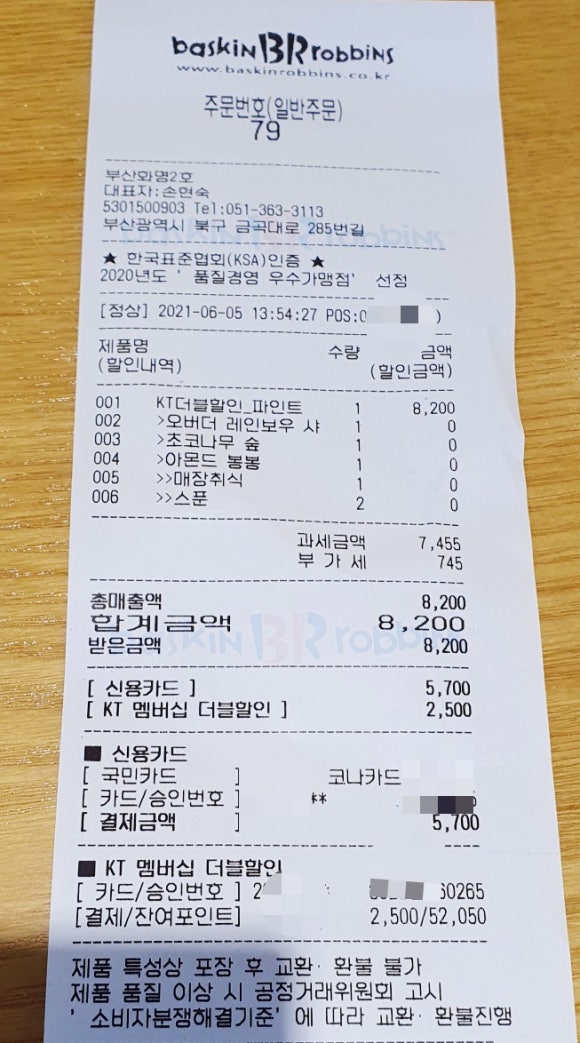 baskin BR robbins
www.baskinrobbins.co.kr
주문번호(일반주문)
79
부산화명2호
대표자:손현숙
5301500903 Tel:051-363-3113
부산광역시 북구 금곡대로 285번길
★ 한국표준협회(KSA)인증 ★
2020년도 ' 품질경영 우수가맹점' 선정
[정상] 2021-06-05 13:54:27 POS:0 )
제품명 수량 금액
(할인내역) (할인금액)
001 KT더블할인_파인트 1 8,200
002 >오버더 레인보우 샤 1 0
003 >초코나무 숲 1 0
004 >아몬드 봉봉 1 0
005 >>매장취식 1 0
006 >>스푼 2 0
과세금액 7,455
부 가 세 745
총매출액 8,200
합계금액 8,200
받은금액 8,200
[ 신용카드 ] 5,700
[ KT 멤버십 더블할인 ] 2,500
■ 신용카드
[ 국민카드 ] 코나카드
[ 카드/승인번호 ] **
[ 결제금액 ] 5,700
■ KT 멤버십 더블할인
[ 카드/승인번호 ] 2 60265
[결제/잔여포인트] 2,500/52,050
제품 특성상 포장 후 교환· 환불 불가
제품 품질 이상 시 공정거래위원회 고시
' 소비자분쟁해결기준' 에 따라 교환· 환불진행